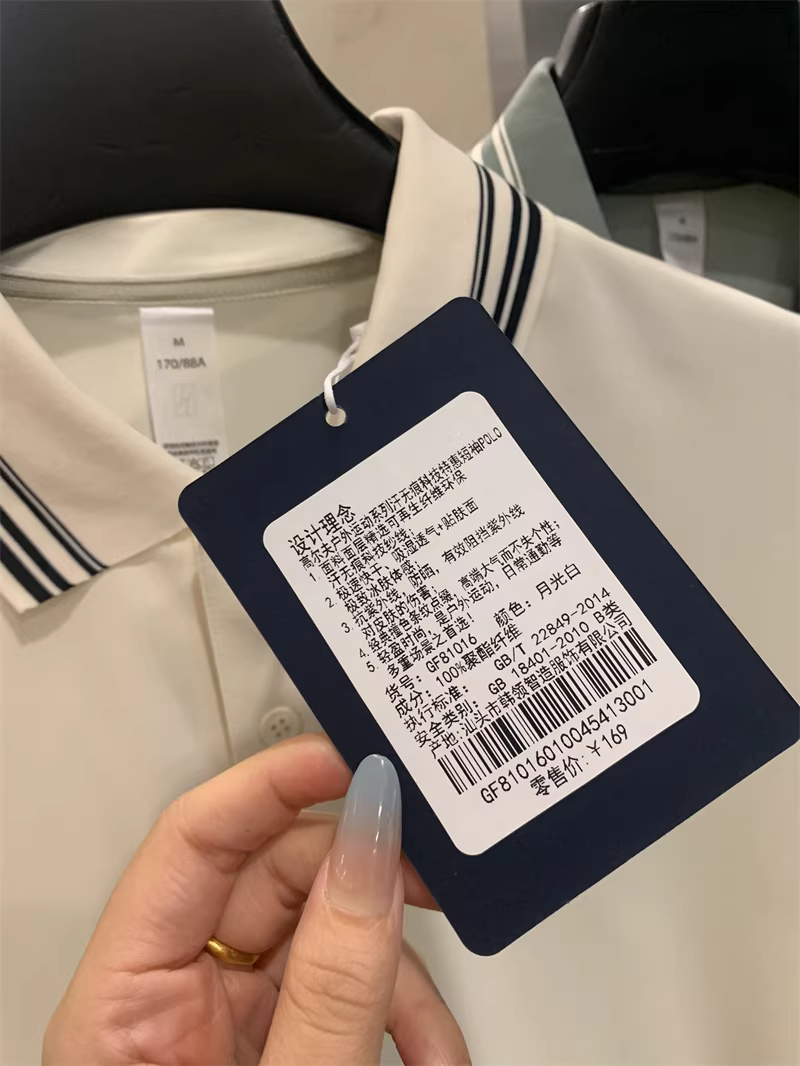 M
170/88A
设计理念
高尔夫户外运动系列汗无痕科技特惠短袖POLO
1. 面料面层精选可再生纤维环保
汗无痕科技纱线；
2. 极速快干，吸湿透气+贴肤面
极致冰肤体感；
3. 抗紫外线，防晒，有效阻挡紫外线
对皮肤的伤害；
4. 经典撞色条纹点缀，高端大气而不失个性；
5. 轻盈时尚，是户外运动，日常通勤等
多重场景之首选！
货号：GF81016 颜色：月光白
成分：100%聚酯纤维
执行标准：GB/T 22849-2014
安全类别：GB 18401-2010 B类
产地:汕头市韩领智造服饰有限公司
GF81016010045413001
零售价:￥169